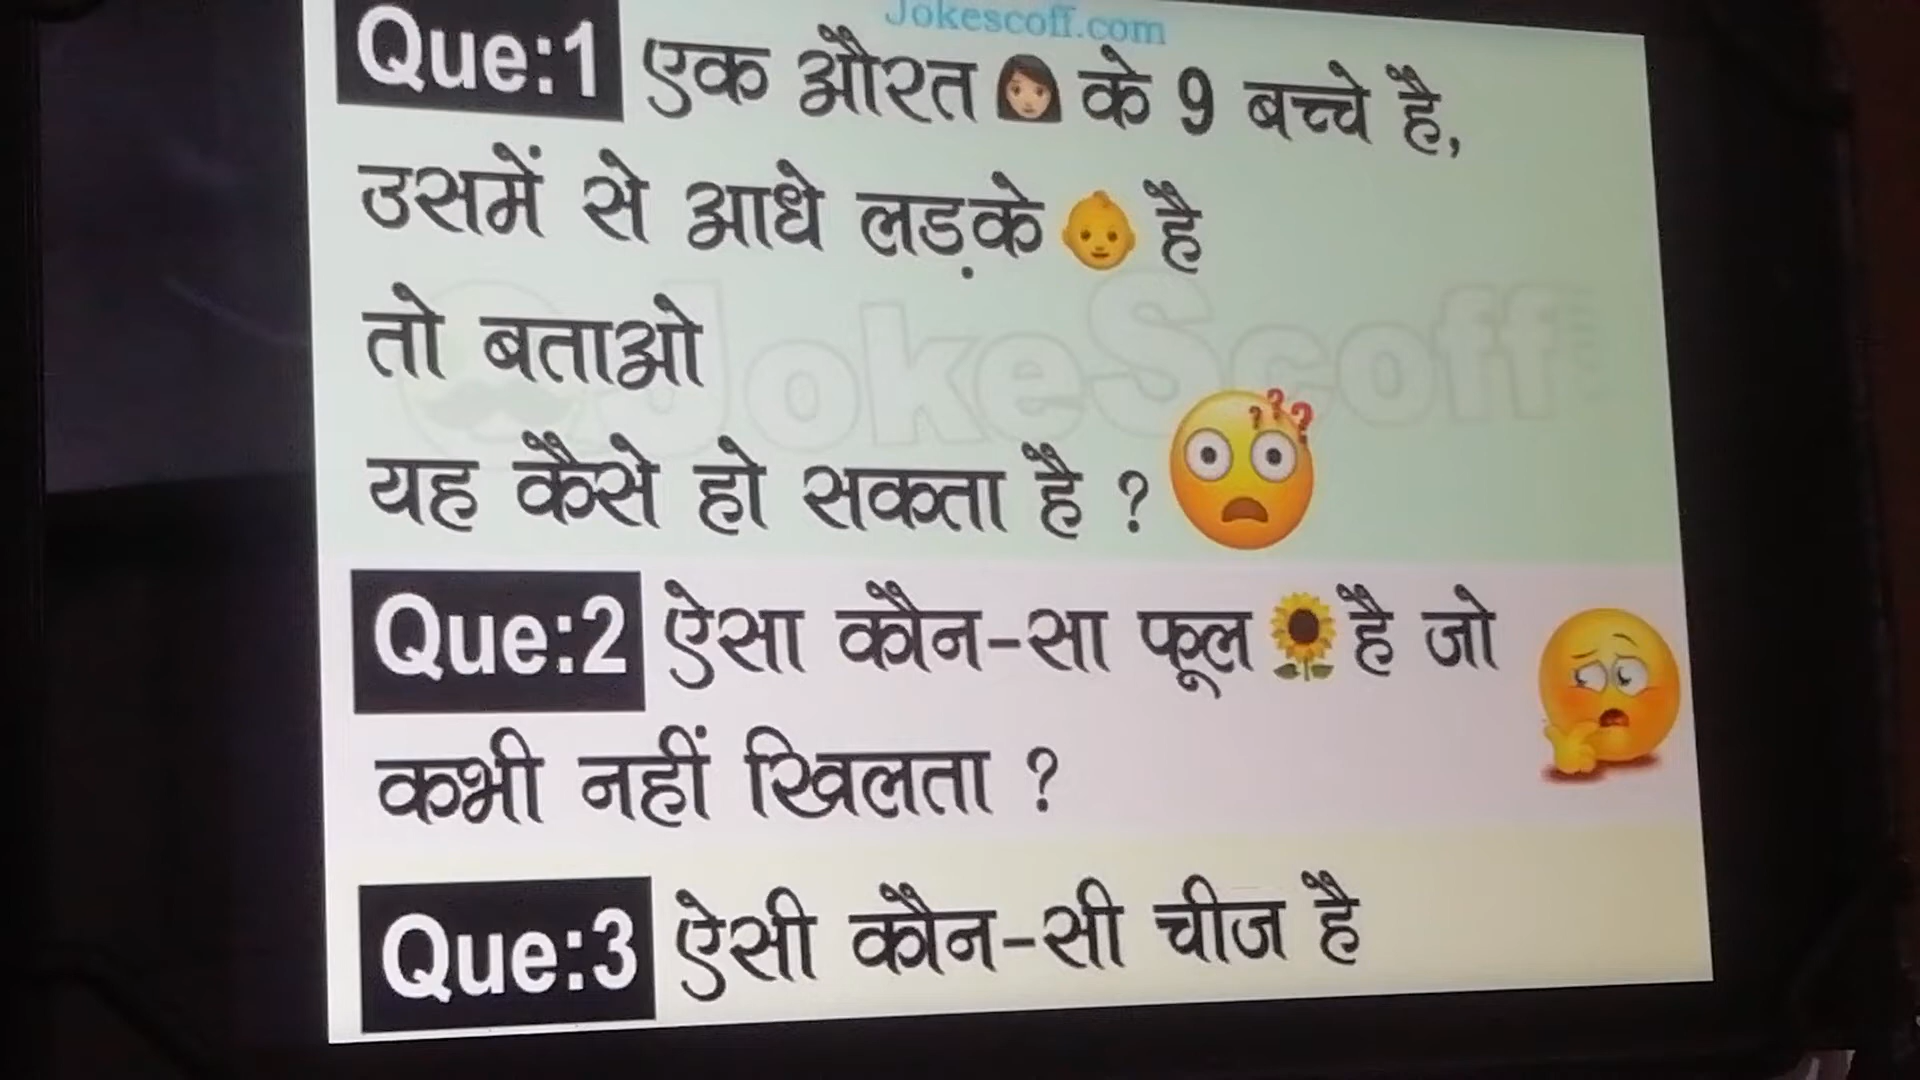 Jokescoff.com
Que:1 एक औरत के 9 बच्चे है,
उसमें से आधे लड़के है
तो बताओ
JokeScoff
यह कैसे हो सकता है ?
Que:2 ऐसा कौन-सा फूल है जो
कभी नहीं खिलता ?
Que:3 ऐसी कौन-सी चीज है